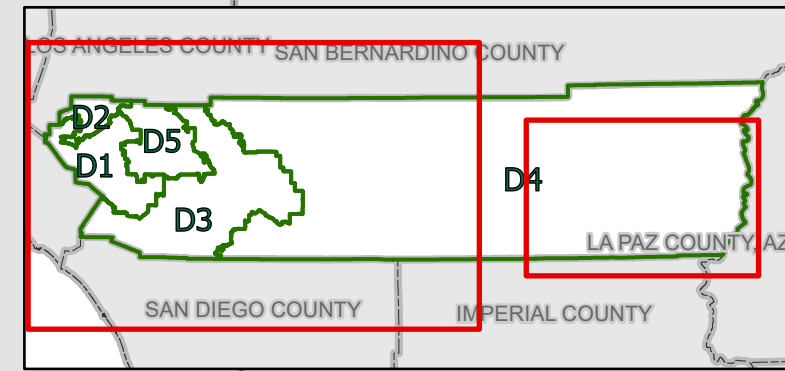 LOS ANGELES COUNTY
SAN BERNARDINO COUNTY
D2
D5
D1
D4
D3
LA PAZ COUNTY, AZ
SAN DIEGO COUNTY
IMPERIAL COUNTY